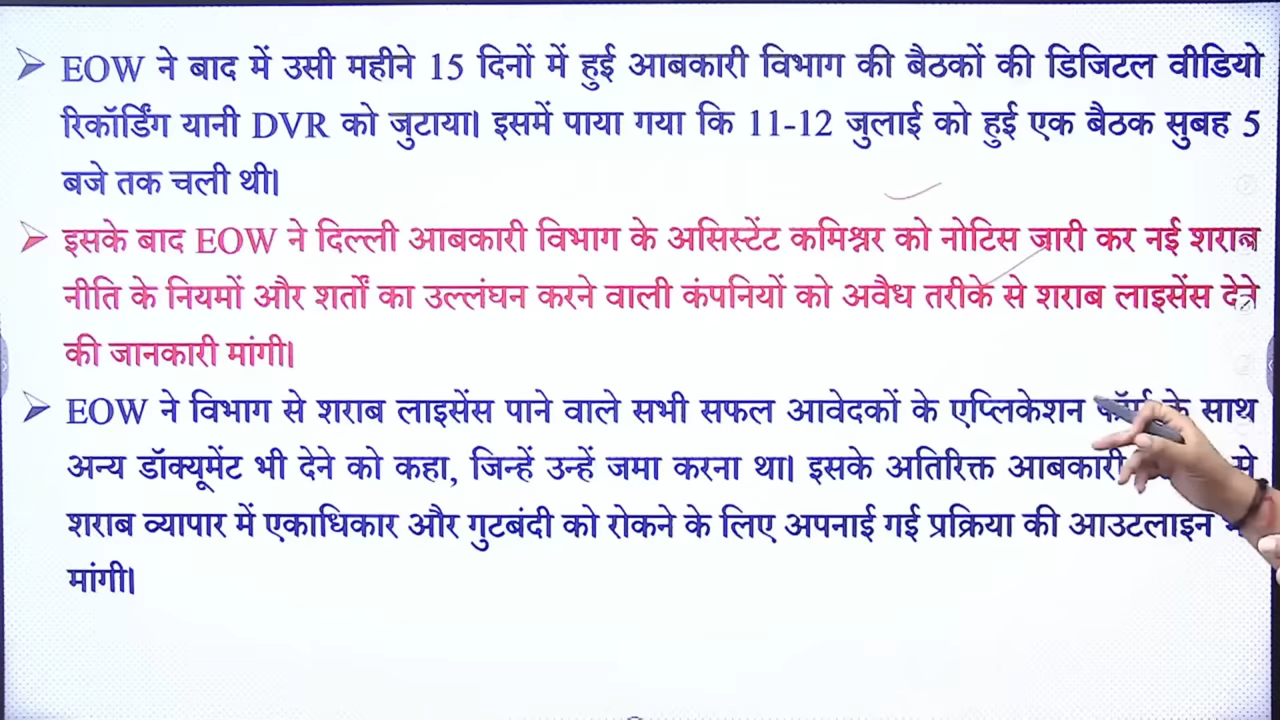 EOW ने बाद में उसी महीने 15 दिनों में हुई आबकारी विभाग की बैठकों की डिजिटल वीडियो
रिकॉर्डिंग यानी DVR को जुटाया। इसमें पाया गया कि 11-12 जुलाई को हुई एक बैठक सुबह 5
बजे तक चली थी।
इसके बाद EOW ने दिल्ली आबकारी विभाग के असिस्टेंट कमिश्नर को नोटिस जारी कर नई शराब
नीति के नियमों और शर्तों का उल्लंघन करने वाली कंपनियों को अवैध तरीके से शराब लाइसेंस देने
की जानकारी मांगी।
EOW ने विभाग से शराब लाइसेंस पाने वाले सभी सफल आवेदकों के एप्लिकेशन के साथ
अन्य डॉक्यूमेंट भी देने को कहा, जिन्हें उन्हें जमा करना था। इसके अतिरिक्त आबकारी से
शराब व्यापार में एकाधिकार और गुटबंदी को रोकने के लिए अपनाई गई प्रक्रिया की आउटलाइन
मांगी।